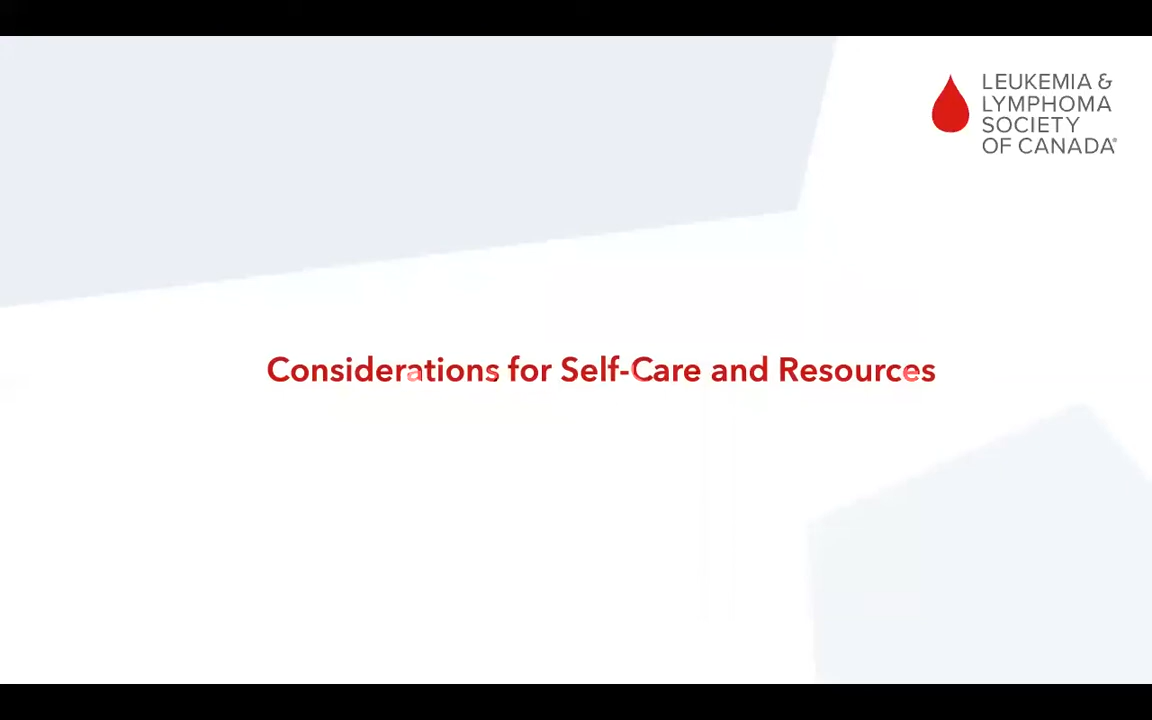 LEUKEMIA &
LYMPHOMA
SOCIETY
OF CANADA®
Considerations for Self-Care and Resources